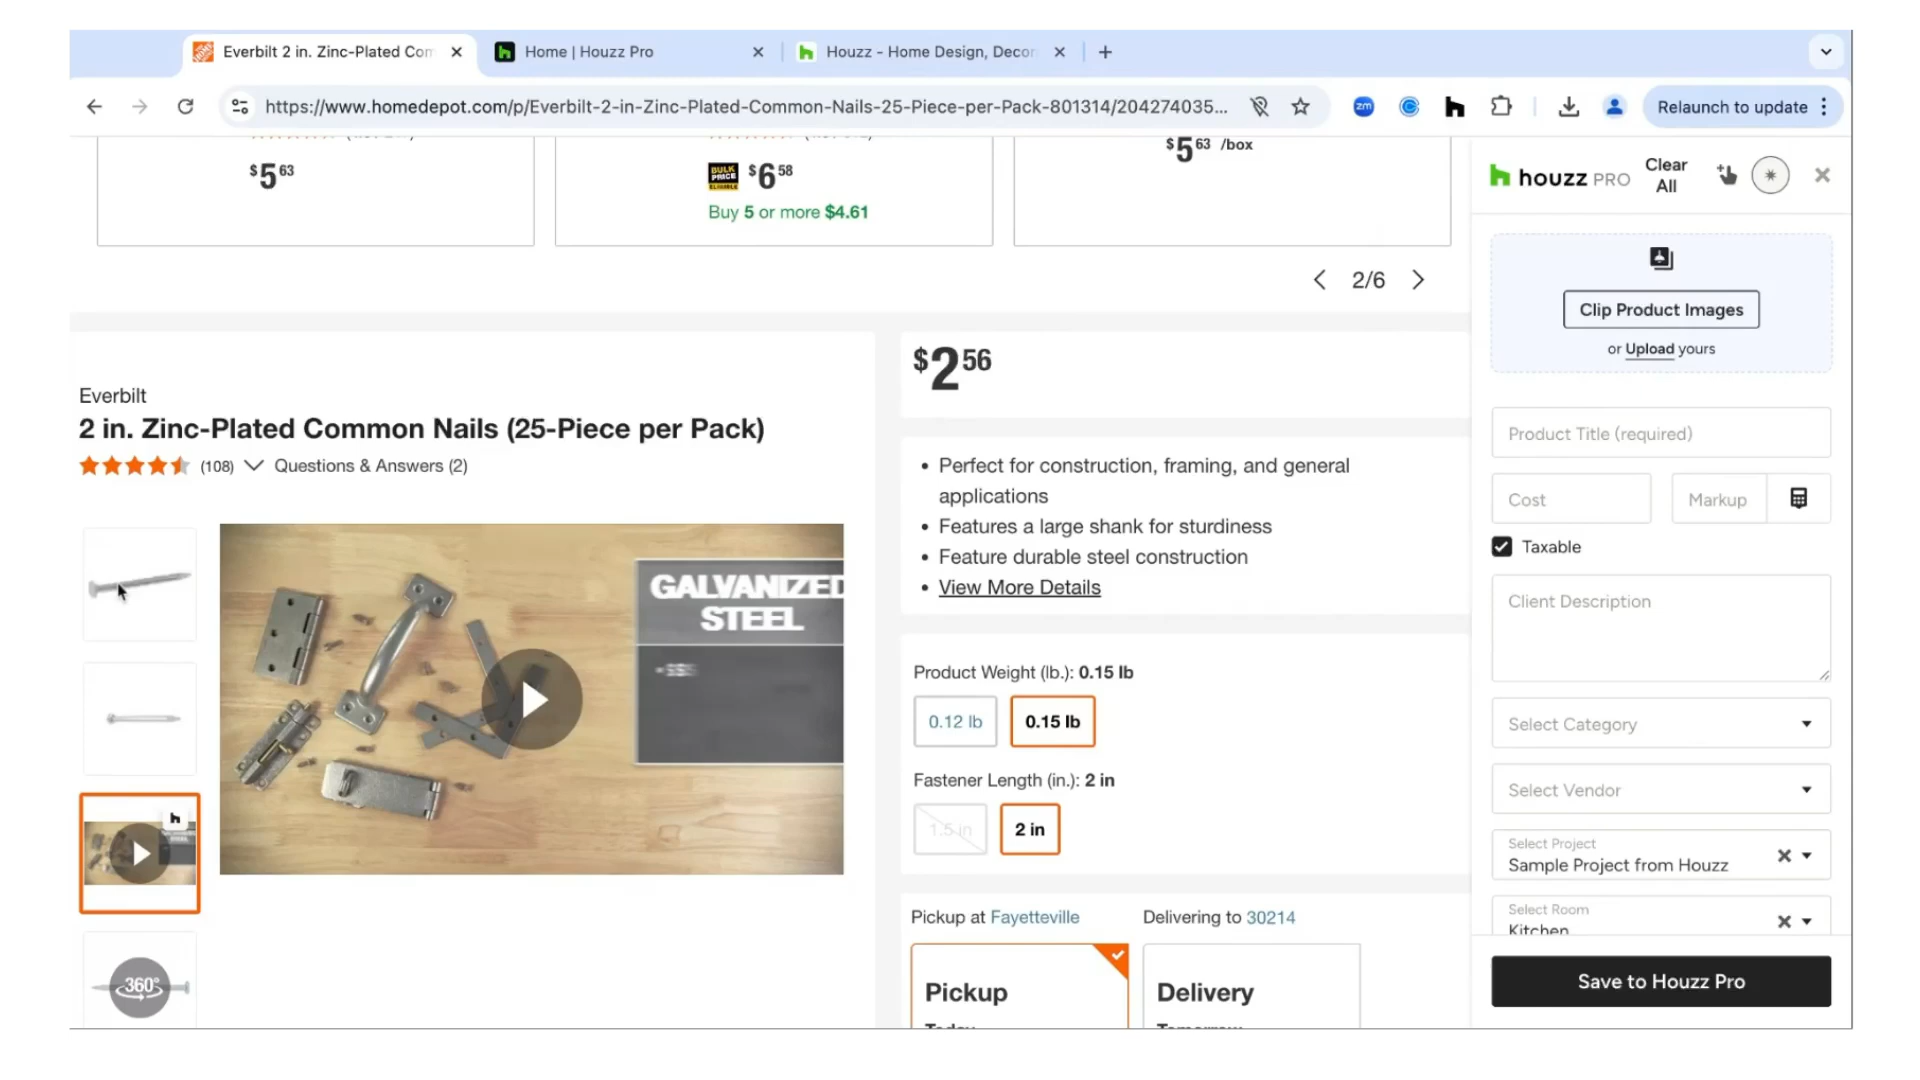 Everbilt 2 in. Zinc-Plated Com
Home | Houzz Pro
Houzz - Home Design, Decor
https://www.homedepot.com/p/Everbilt-2-in-Zinc-Plated-Common-Nails-25-Piece-per-Pack-801314/204274035...
zm
Relaunch to update
$5 63
BULK PRICE
$6 58
Buy 5 or more $4.61
$5 63 /box
2/6
houzz PRO
Clear All
Clip Product Images
or Upload yours
Everbilt
2 in. Zinc-Plated Common Nails (25-Piece per Pack)
(108)
Questions & Answers (2)
GALVANIZED
STEEL
360°
$2 56
Perfect for construction, framing, and general
applications
Features a large shank for sturdiness
Feature durable steel construction
View More Details
Product Weight (lb.): 0.15 lb
0.12 lb
0.15 lb
Fastener Length (in.): 2 in
1.5 in
2 in
Pickup at Fayetteville
Delivering to 30214
Pickup
Today
Delivery
Tomorrow
Product Title (required)
Cost
Markup
Taxable
Client Description
Select Category
Select Vendor
Select Project
Sample Project from Houzz
Select Room
Kitchen
Save to Houzz Pro